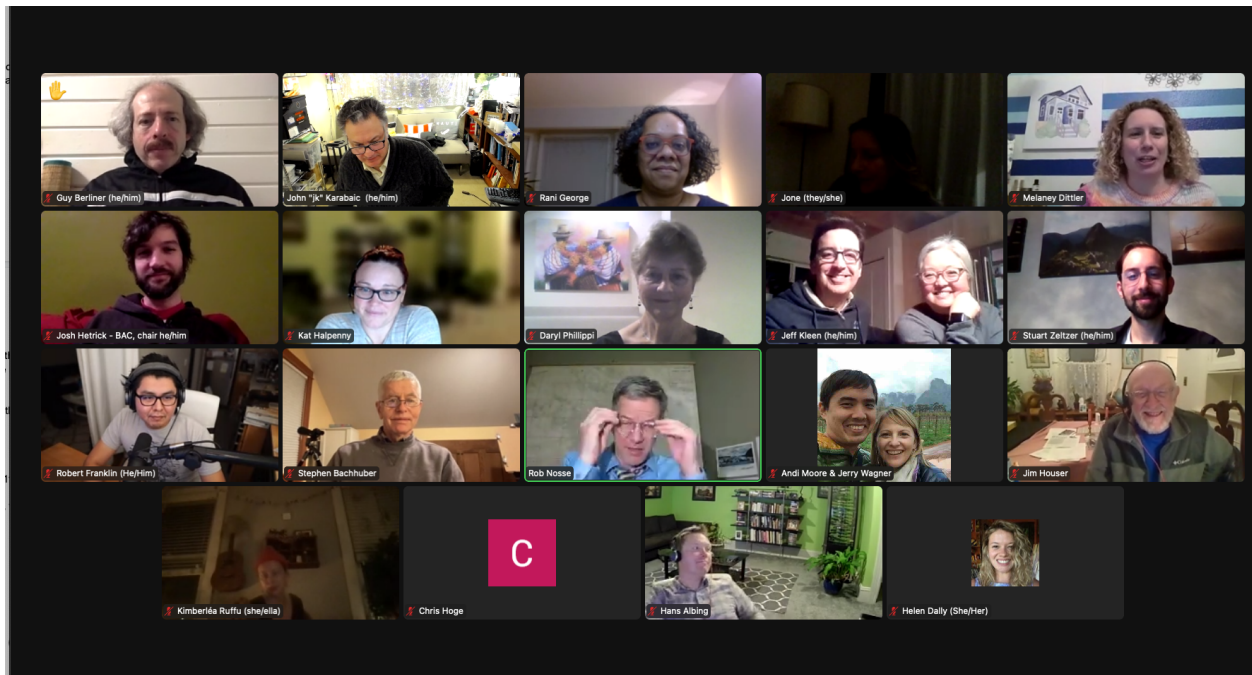 Guy Berliner (he/him)
John "jk" Karabaic (he/him)
Rani George
Jone (they/she)
Melaney Dittler
Josh Hetrick - BAC, chair he/him
Kat Halpenny
Daryl Phillippi
Jeff Kleen (he/him)
Stuart Zeltzer (he/him)
Robert Franklin (He/Him)
Stephen Bachhuber
Rob Nosse
Andi Moore & Jerry Wagner
Jim Houser
C
Kimberléa Ruffu (she/ella)
Chris Hoge
Hans Albing
Helen Dally (She/Her)